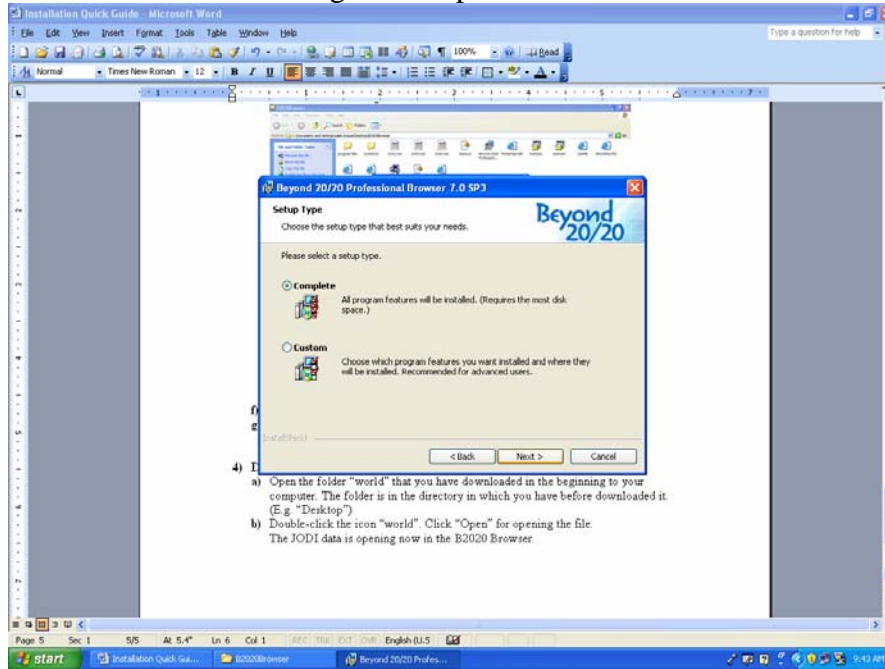 Installation Quick Guide - Microsoft Word
File Edit View Insert Format Tools Table Window Help
Type a question for help
100% Read
Normal Times New Roman 12 B I U
Beyond 20/20 Professional Browser 7.0 SP3
Setup Type
Choose the setup type that best suits your needs.
Beyond
20/20
Please select a setup type.
Complete
All program features will be installed. (Requires the most disk
space.)
Custom
Choose which program features you want installed and where they
will be installed. Recommended for advanced users.
InstallShield
< Back Next > Cancel
f)
g
4) D
a) Open the folder “world” that you have downloaded in the beginning to your
computer. The folder is in the directory in which you have before downloaded it.
(E.g. “Desktop”)
b) Double-click the icon “world”. Click “Open” for opening the file.
The JODI data is opening now in the B2020 Browser.
Page 5 Sec 1 5/5 At 5.4" Ln 6 Col 1 REC TRK EXT OVR English (U.S
start Installation Quick Gui... B2020Browser Beyond 20/20 Profes... 9:43 AM